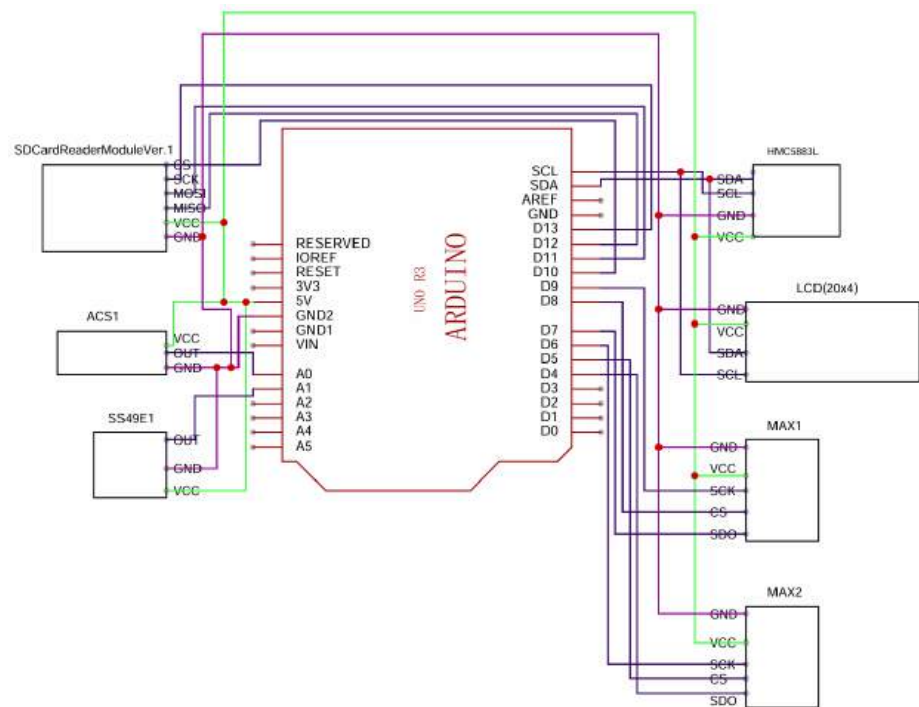 SDCardReaderModuleVer.1
CS
SCK
MOSI
MISO
VCC
GND
ACS1
VCC
OUT
GND
SS49E1
OUT
GND
VCC
RESERVED
IOREF
RESET
3V3
5V
GND2
GND1
VIN
A0
A1
A2
A3
A4
A5
UNO R3
ARDUINO
SCL
SDA
AREF
GND
D13
D12
D11
D10
D9
D8
D7
D6
D5
D4
D3
D2
D1
D0
HMC5883L
SDA
SCL
GND
VCC
LCD(20x4)
GND
VCC
SDA
SCL
MAX1
GND
VCC
SCK
CS
SDO
MAX2
GND
VCC
SCK
CS
SDO